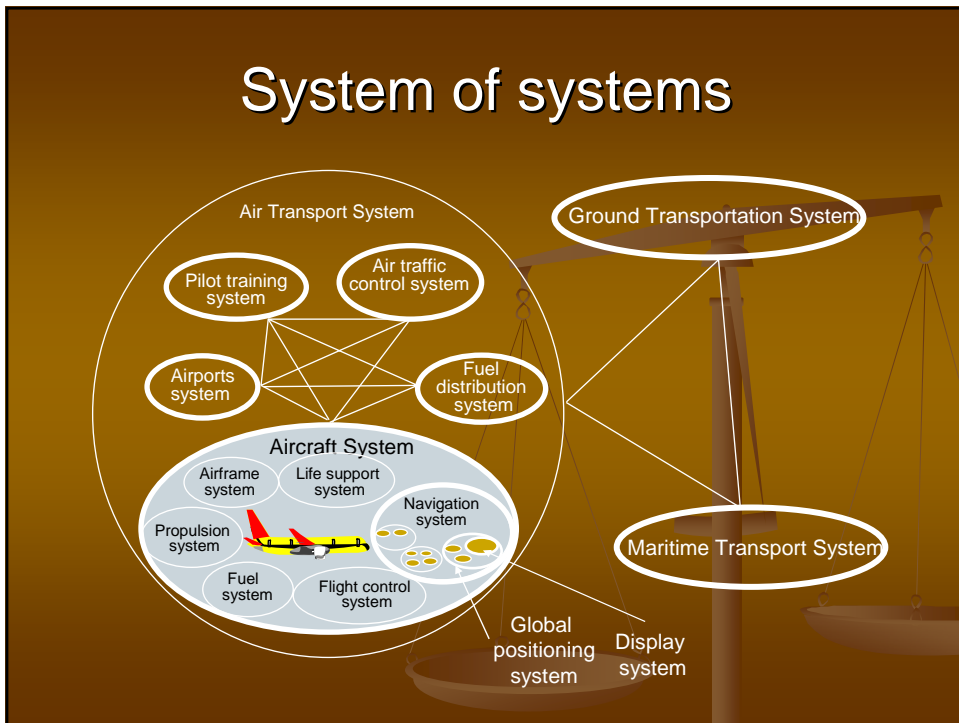 System of systems
Air Transport System
Ground Transportation System
Pilot training
system
Air traffic
control system
Airports
system
Fuel
distribution
system
Aircraft System
Airframe
system
Life support
system
Navigation
system
Propulsion
system
Fuel
system
Flight control
system
Maritime Transport System
Global
positioning
system
Display
system